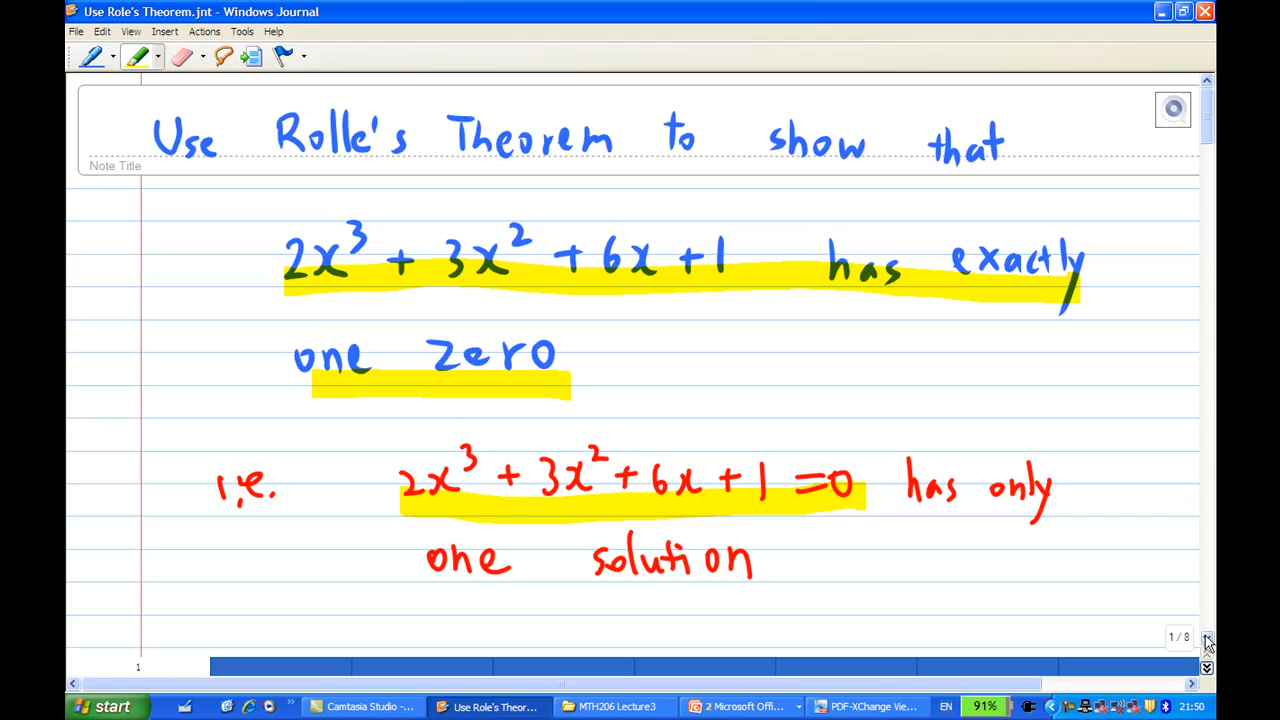 Use Role's Theorem.jnt - Windows Journal
File Edit View Insert Actions Tools Help
Use Rolle's Theorem to show that
Note Title
2x³ + 3x² + 6x + 1 has exactly
one zero
i.e. 2x³ + 3x² + 6x + 1 = 0 has only
one solution
1 / 8
1
start Camtasia Studio -... Use Role's Theor... MTH206 Lecture3 2 Microsoft Offi... PDF-XChange Vie... EN 91% 21:50